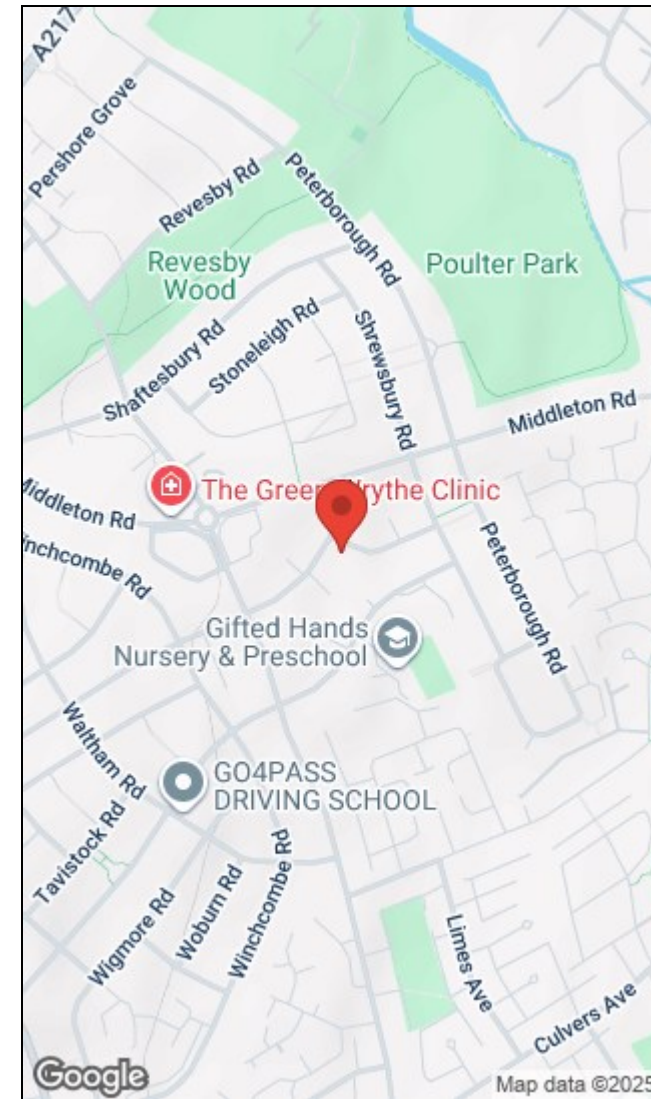 A217
Pershore Grove
Revesby Rd
Peterborough Rd
Revesby
Wood
Poulter Park
Shaftesbury Rd
Stoneleigh Rd
Shrewsbury Rd
Middleton Rd
The Green Wrythe Clinic
Middleton Rd
inchcombe Rd
Peterborough Rd
Gifted Hands
Nursery & Preschool
Waltham Rd
GO4PASS
DRIVING SCHOOL
Tavistock Rd
Wigmore Rd
Woburn Rd
Winchcombe Rd
Limes Ave
Culvers Ave
Google
Map data ©2025